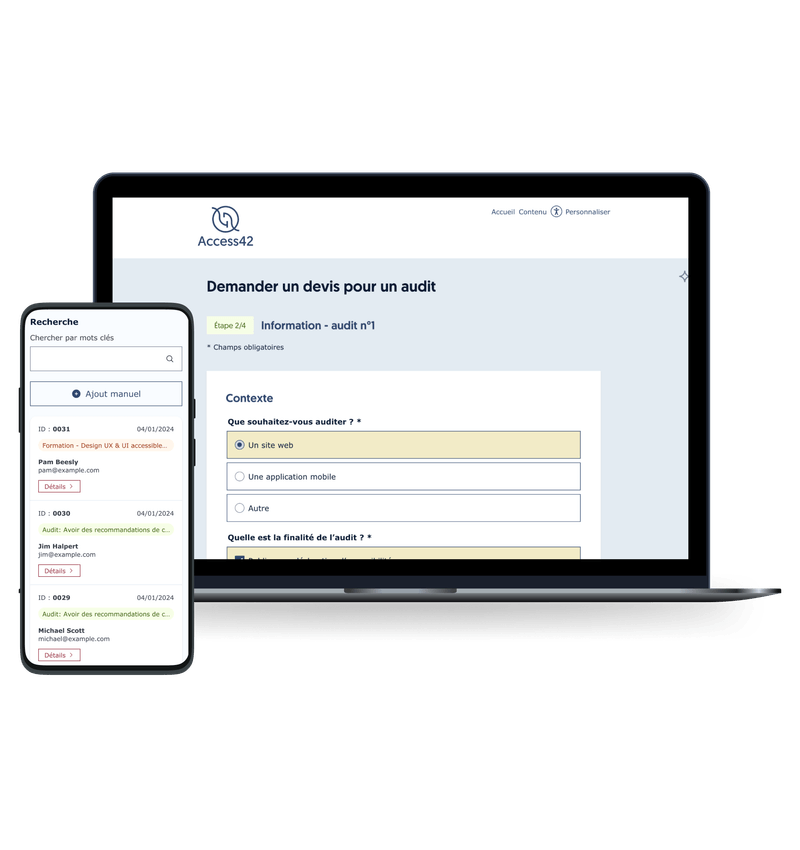 Access42
Accueil Contenu Personnaliser
Demander un devis pour un audit
Étape 2/4 Information - audit n°1
* Champs obligatoires
Contexte
Que souhaitez-vous auditer ? *
Un site web
Une application mobile
Autre
Quelle est la finalité de l'audit ? *
Recherche
Chercher par mots clés
Ajout manuel
ID : 0031 04/01/2024
Formation - Design UX & UI accessible...
Pam Beesly
pam@example.com
Détails
ID : 0030 04/01/2024
Audit: Avoir des recommandations de c...
Jim Halpert
jim@example.com
Détails
ID : 0029 04/01/2024
Audit: Avoir des recommandations de c...
Michael Scott
michael@example.com
Détails